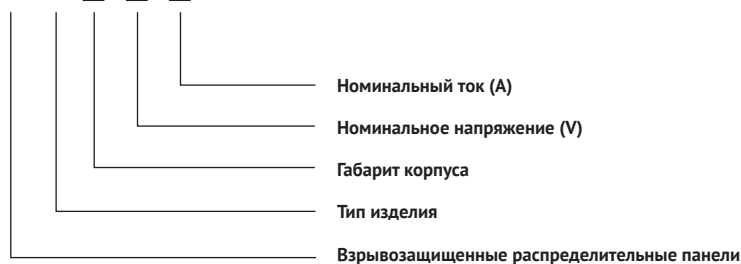 Номинальный ток (А)
Номинальное напряжение (V)
Габарит корпуса
Тип изделия
Взрывозащищенные распределительные панели